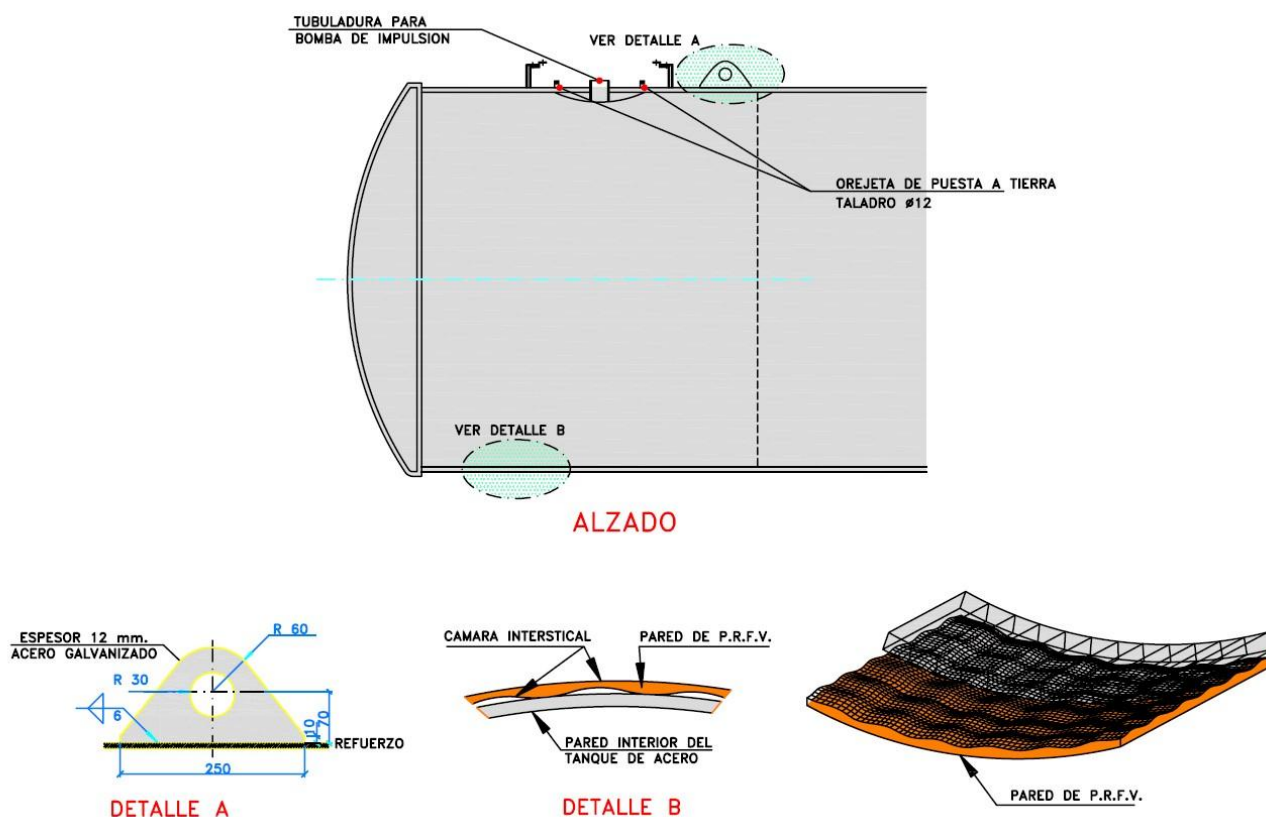 TUBULADURA PARA
BOMBA DE IMPULSION
VER DETALLE A
OREJETA DE PUESTA A TIERRA
TALADRO ø12
VER DETALLE B
ALZADO
ESPESOR 12 mm.
ACERO GALVANIZADO
R 60
R 30
6
10
70
REFUERZO
250
DETALLE A
CAMARA INTERSTICAL
PARED DE P.R.F.V.
PARED INTERIOR DEL
TANQUE DE ACERO
DETALLE B
PARED DE P.R.F.V.